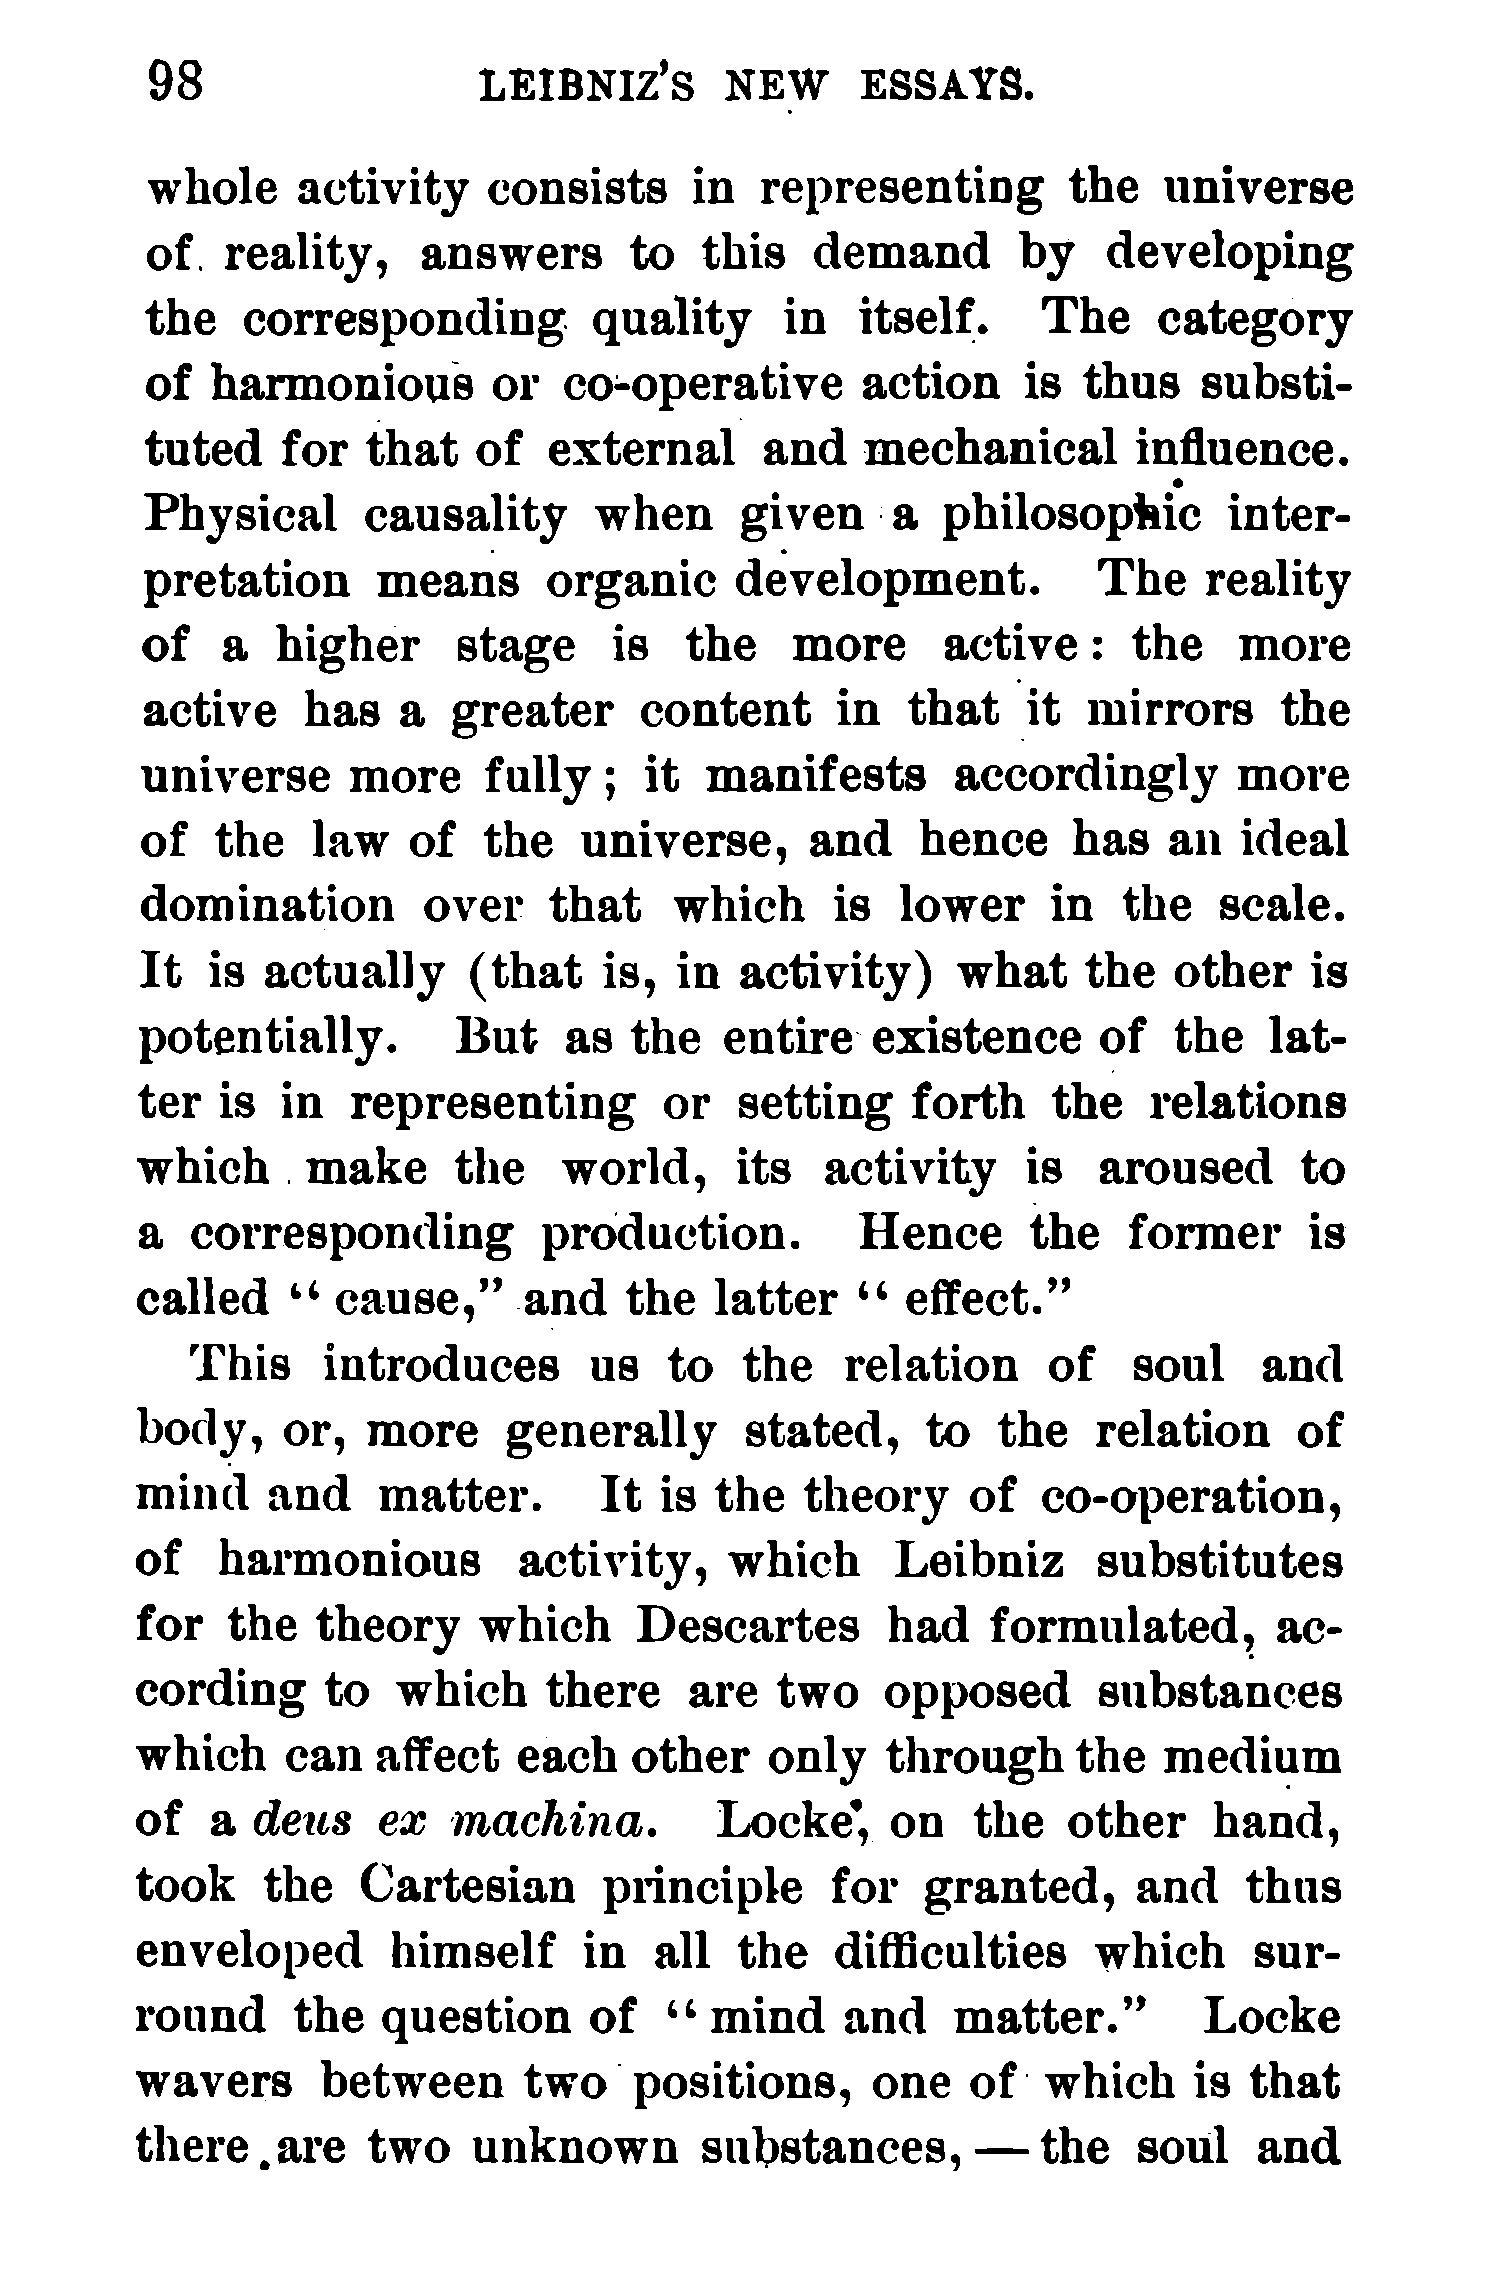 98 LEIBNIZ'S NEW ESSAYS.
whole activity consists in representing the universe
of reality, answers to this demand by developing
the corresponding quality in itself. The category
of harmonious or co-operative action is thus substi-
tuted for that of external and mechanical influence.
Physical causality when given a philosophic inter-
pretation means organic development. The reality
of a higher stage is the more active: the more
active has a greater content in that it mirrors the
universe more fully; it manifests accordingly more
of the law of the universe, and hence has an ideal
domination over that which is lower in the scale.
It is actually (that is, in activity) what the other is
potentially. But as the entire existence of the lat-
ter is in representing or setting forth the relations
which make the world, its activity is aroused to
a corresponding production. Hence the former is
called "cause," and the latter "effect."
This introduces us to the relation of soul and
body, or, more generally stated, to the relation of
mind and matter. It is the theory of co-operation,
of harmonious activity, which Leibniz substitutes
for the theory which Descartes had formulated, ac-
cording to which there are two opposed substances
which can affect each other only through the medium
of a deus ex machina. Locke, on the other hand,
took the Cartesian principle for granted, and thus
enveloped himself in all the difficulties which sur-
round the question of "mind and matter." Locke
wavers between two positions, one of which is that
there are two unknown substances, — the soul and